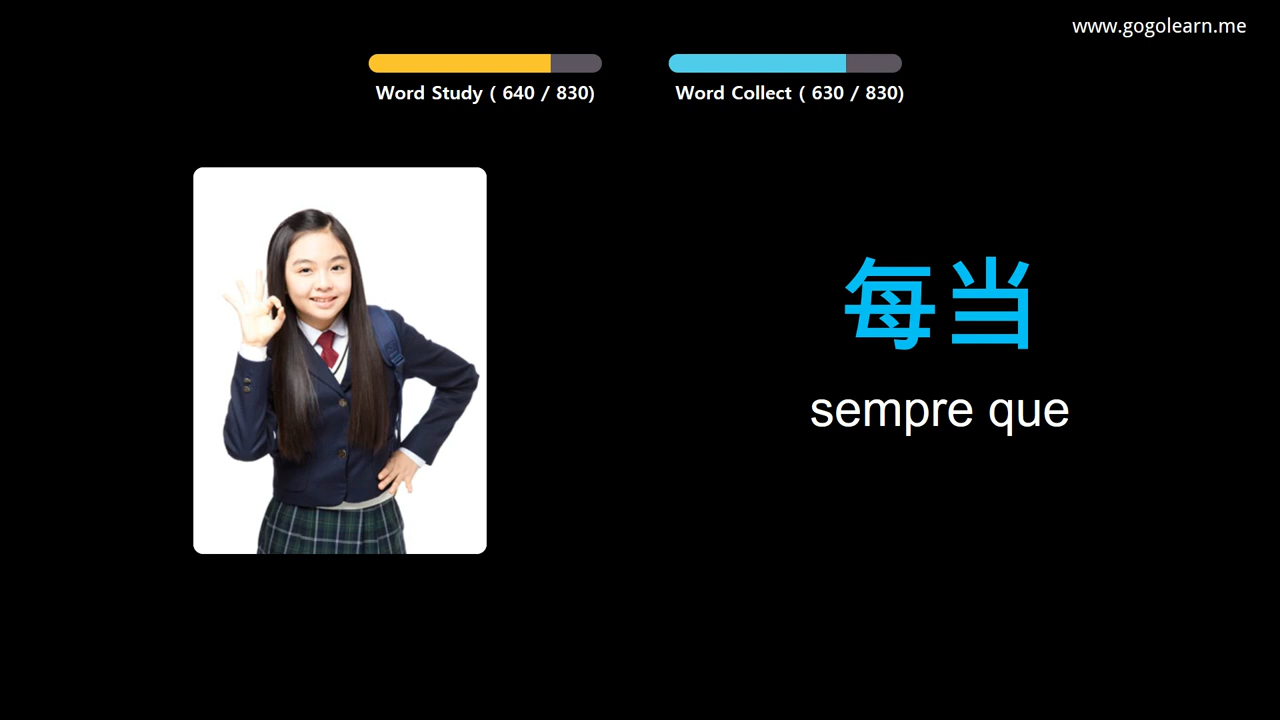 www.gogolearn.me
Word Study ( 640 / 830)
Word Collect ( 630 / 830)
每当
sempre que